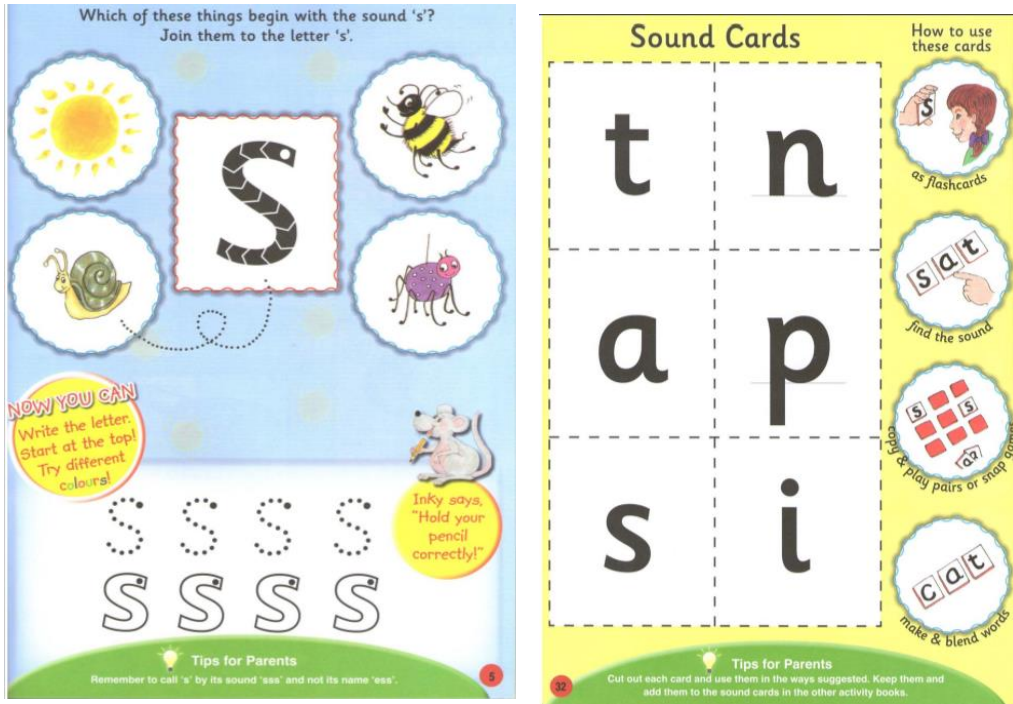 Which of these things begin with the sound ‘s’?
Join them to the letter ‘s’.
s
NOW YOU CAN
Write the letter.
Start at the top!
Try different
colours!
Inky says,
“Hold your
pencil
correctly!”
s s s s
s s s s
Tips for Parents
Remember to call ‘s’ by its sound ‘sss’ and not its name ‘ess’.
5
Sound Cards
How to use
these cards
t n
a p
s i
s
as flashcards
s a t
find the sound
s s
a?
copy & play pairs or snap games
c a t
make & blend words
Tips for Parents
Cut out each card and use them in the ways suggested. Keep them and
add them to the sound cards in the other activity books.
32